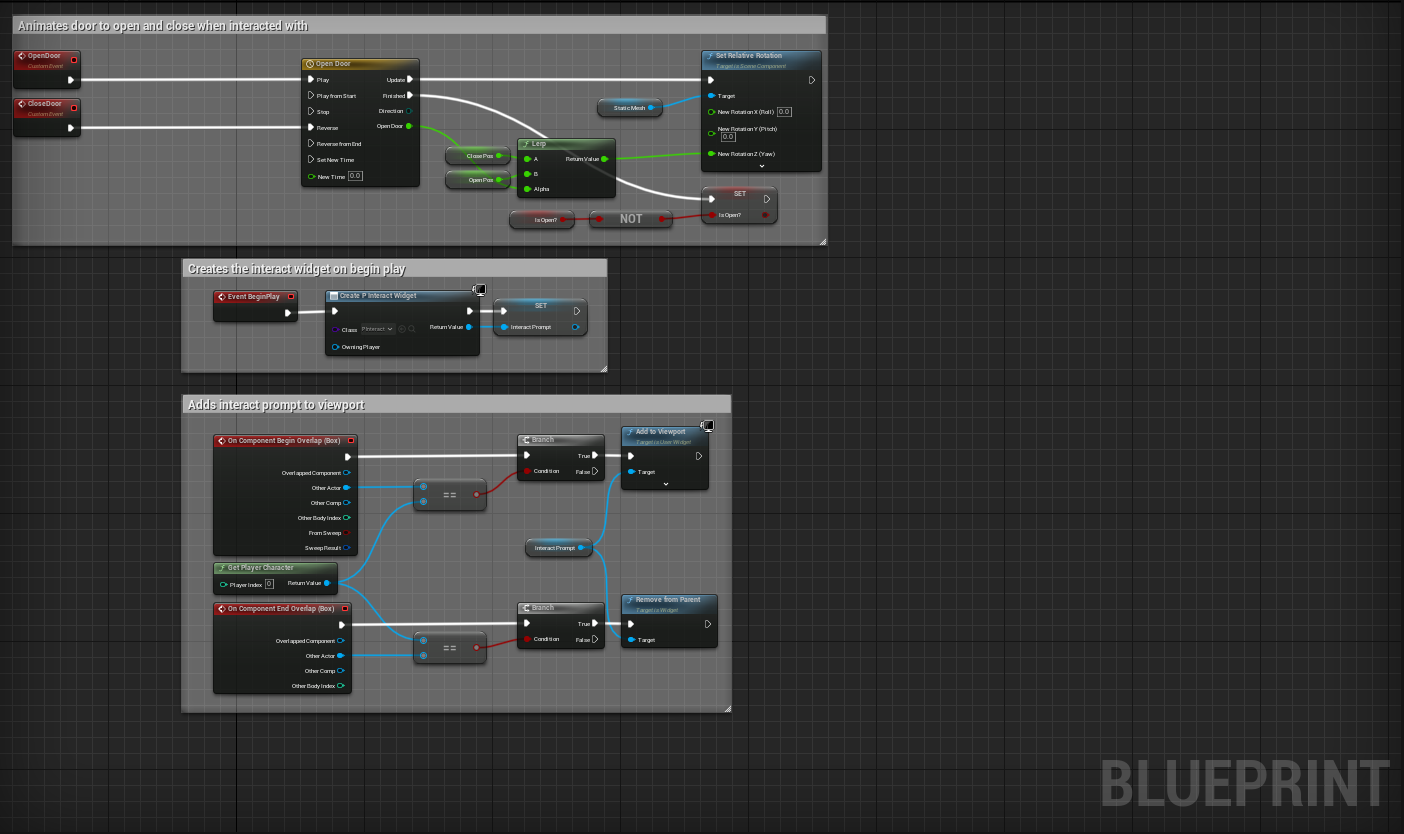 Animates door to open and close when interacted with
OpenDoor
Custom Event
CloseDoor
Custom Event
Open Door
Play
Update
Play from Start
Finished
Stop
Direction
Reverse
Open Door
Reverse from End
Set New Time
New Time 0.0
Close Pos
Open Pos
Lerp
A
Return Value
B
Alpha
Static Mesh
Is Open?
NOT
Set Relative Rotation
Target is Scene Component
Target
New Rotation X (Roll) 0.0
New Rotation Y (Pitch)
0.0
New Rotation Z (Yaw)
SET
Is Open?
Creates the interact widget on begin play
Event BeginPlay
Create P Interact Widget
Class PInteract
Return Value
Owning Player
SET
Interact Prompt
Adds interact prompt to viewport
On Component Begin Overlap (Box)
Overlapped Component
Other Actor
Other Comp
Other Body Index
From Sweep
Sweep Result
==
Branch
True
Condition
False
Add to Viewport
Target is User Widget
Target
Interact Prompt
Get Player Character
Player Index 0
Return Value
On Component End Overlap (Box)
Overlapped Component
Other Actor
Other Comp
Other Body Index
==
Branch
True
Condition
False
Remove from Parent
Target is Widget
Target
BLUEPRINT